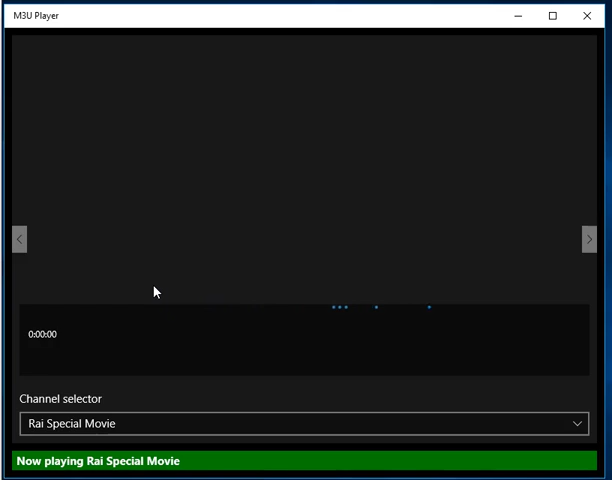 M3U Player
0:00:00
Channel selector
Rai Special Movie
Now playing Rai Special Movie